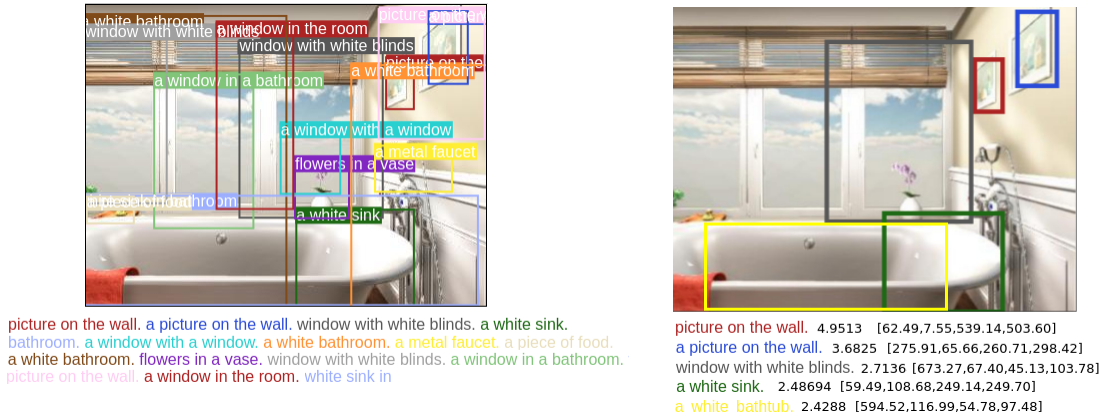 a white bathroom
picture on the
window with white blinds
a window in the room
window with white blinds
picture on the
a white bathroom
a window in a bathroom
a window with a window
a metal faucet
flowers in a vase
bathroom
a white sink
picture on the wall. a picture on the wall. window with white blinds. a white sink.
bathroom. a window with a window. a white bathroom. a metal faucet. a piece of food.
a white bathroom. flowers in a vase. window with white blinds. a window in a bathroom.
picture on the wall. a window in the room. white sink in
picture on the wall. 4.9513 [62.49,7.55,539.14,503.60]
a picture on the wall. 3.6825 [275.91,65.66,260.71,298.42]
window with white blinds. 2.7136 [673.27,67.40,45.13,103.78]
a white sink. 2.48694 [59.49,108.68,249.14,249.70]
a white bathtub. 2.4288 [594.52,116.99,54.78,97.48]